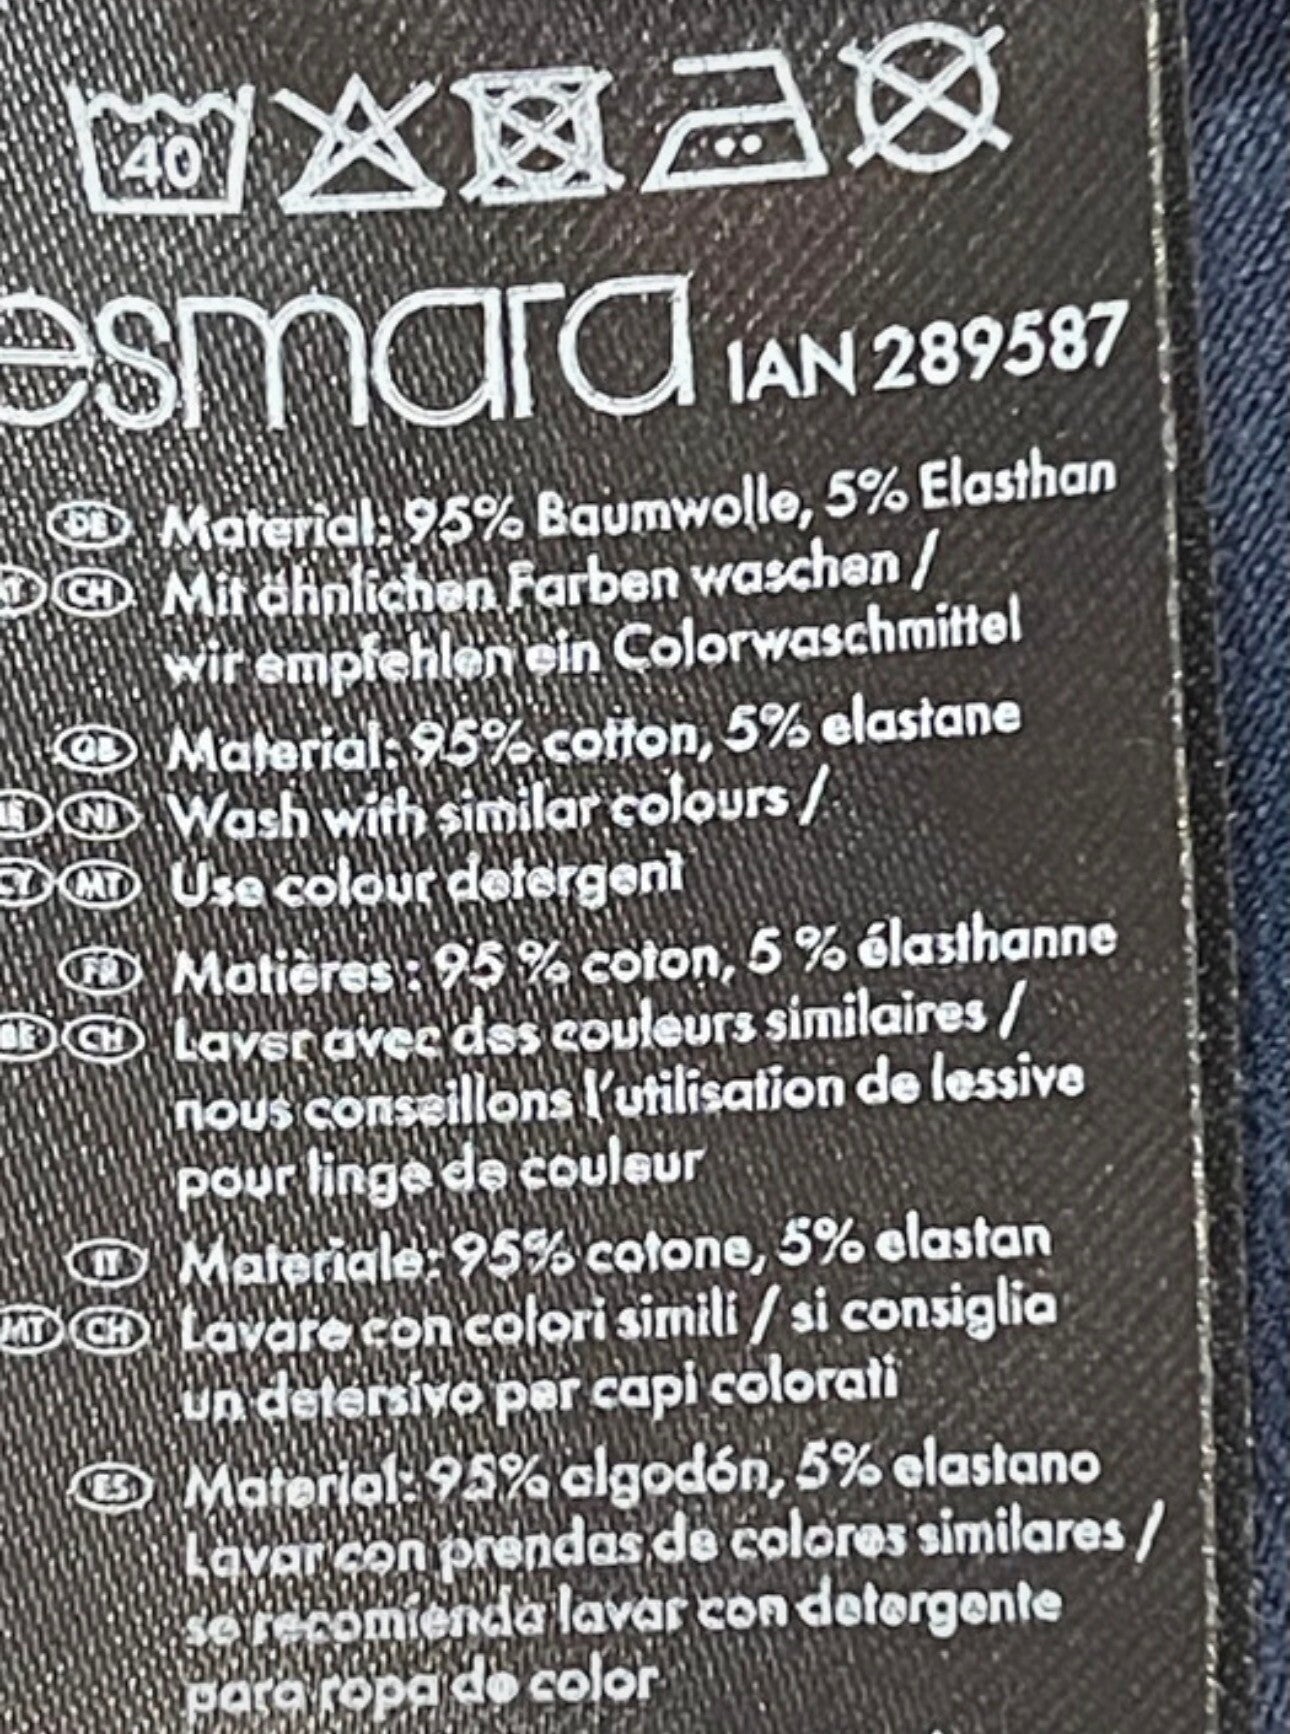 40
esmara IAN 289587
DE Material: 95% Baumwolle, 5% Elasthan
CH Mit ähnlichen Farben waschen /
wir empfehlen ein Colorwaschmittel
GB Material: 95% cotton, 5% elastane
NI Wash with similar colours /
CY MT Use colour detergent
FR Matières : 95 % coton, 5 % élasthanne
BE CH Laver avec des couleurs similaires /
nous conseillons l'utilisation de lessive
pour linge de couleur
IT Materiale: 95% cotone, 5% elastan
MT CH Lavare con colori simili / si consiglia
un detersivo per capi colorati
ES Material: 95% algodón, 5% elastano
Lavar con prendas de colores similares /
se recomienda lavar con detergente
para ropa de color